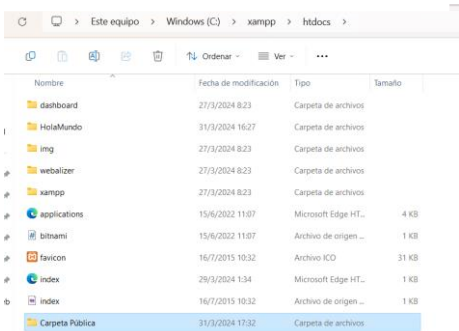 Este equipo > Windows (C:) > xampp > htdocs >
Ordenar Ver ...
Nombre Fecha de modificación Tipo Tamaño
dashboard 27/3/2024 8:23 Carpeta de archivos
HolaMundo 31/3/2024 16:27 Carpeta de archivos
img 27/3/2024 8:23 Carpeta de archivos
webalizer 27/3/2024 8:23 Carpeta de archivos
xampp 27/3/2024 8:23 Carpeta de archivos
applications 15/6/2022 11:07 Microsoft Edge HT... 4 KB
bitnami 15/6/2022 11:07 Archivo de origen ... 1 KB
favicon 16/7/2015 10:32 Archivo ICO 31 KB
index 29/3/2024 1:34 Microsoft Edge HT... 1 KB
index 16/7/2015 10:32 Archivo de origen ... 1 KB
Carpeta Pública 31/3/2024 17:32 Carpeta de archivos